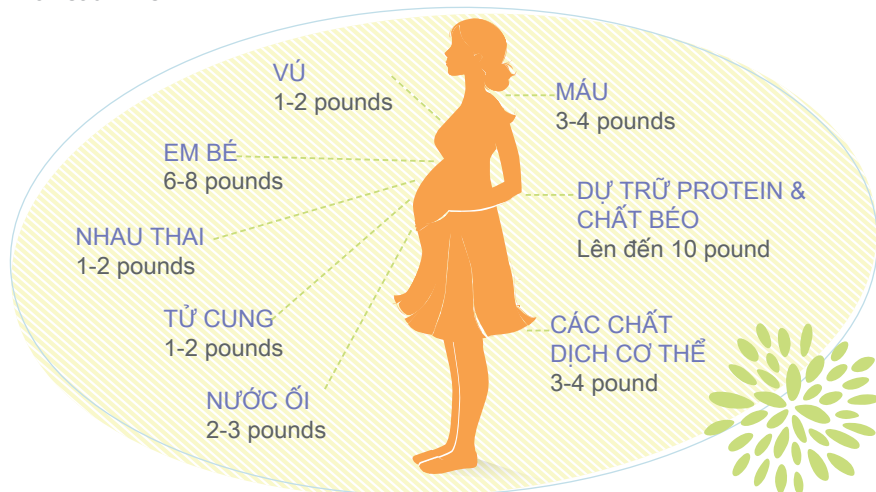 VÚ
1-2 pounds
EM BÉ
6-8 pounds
NHAU THAI
1-2 pounds
TỬ CUNG
1-2 pounds
NƯỚC ỐI
2-3 pounds
MÁU
3-4 pounds
DỰ TRỮ PROTEIN &
CHẤT BÉO
Lên đến 10 pound
CÁC CHẤT
DỊCH CƠ THỂ
3-4 pound